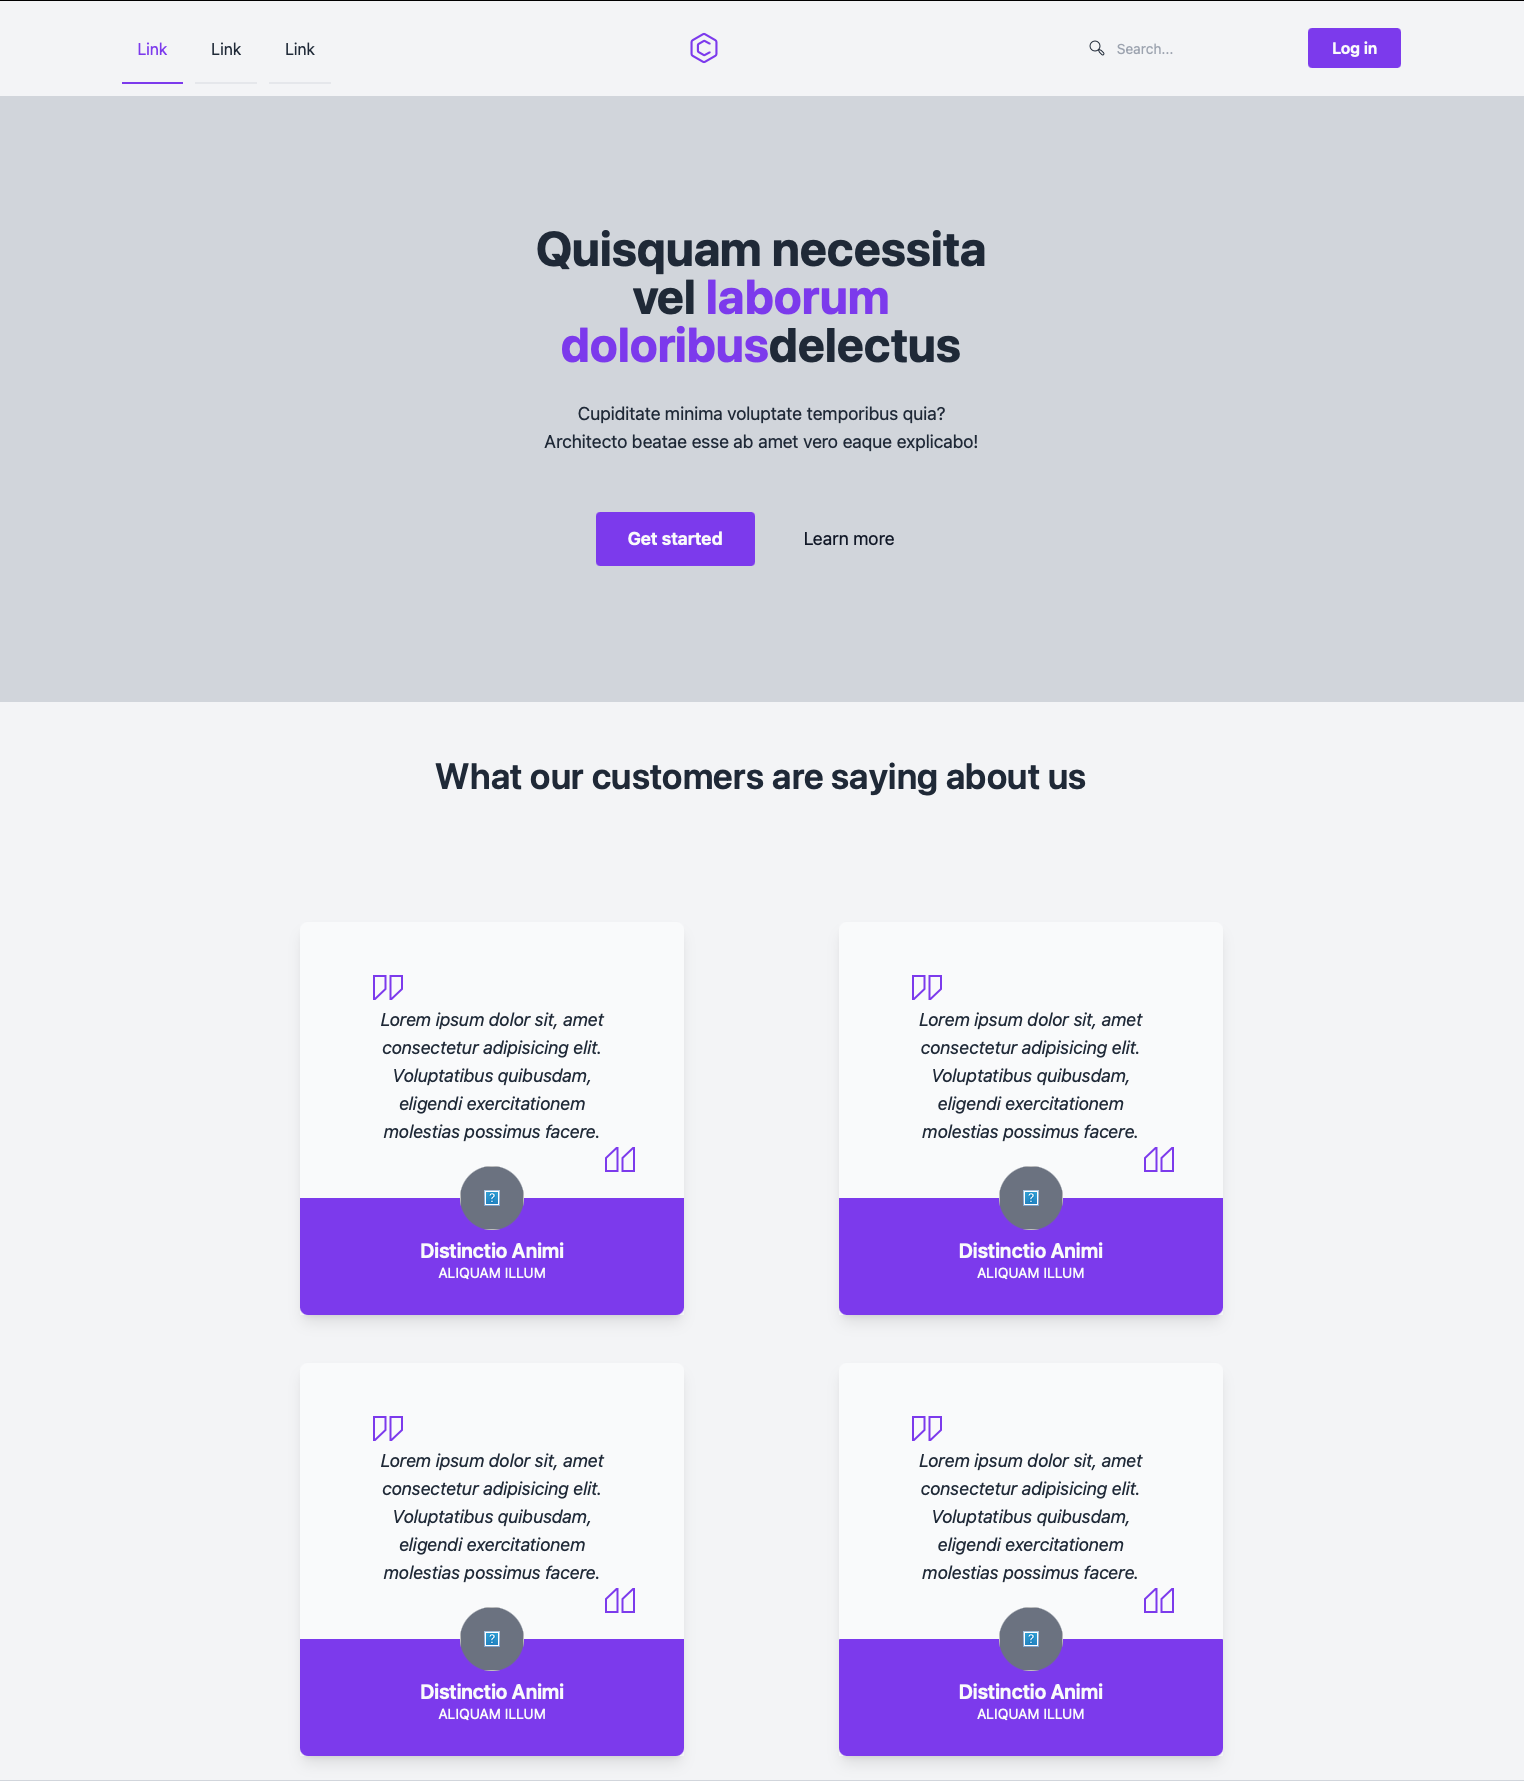 Link
Link
Link
Search...
Log in
Quisquam necessita
vel laborum
doloribusdelectus
Cupiditate minima voluptate temporibus quia?
Architecto beatae esse ab amet vero eaque explicabo!
Get started
Learn more
What our customers are saying about us
Lorem ipsum dolor sit, amet
consectetur adipisicing elit.
Voluptatibus quibusdam,
eligendi exercitationem
molestias possimus facere.
Distinctio Animi
ALIQUAM ILLUM
Lorem ipsum dolor sit, amet
consectetur adipisicing elit.
Voluptatibus quibusdam,
eligendi exercitationem
molestias possimus facere.
Distinctio Animi
ALIQUAM ILLUM
Lorem ipsum dolor sit, amet
consectetur adipisicing elit.
Voluptatibus quibusdam,
eligendi exercitationem
molestias possimus facere.
Distinctio Animi
ALIQUAM ILLUM
Lorem ipsum dolor sit, amet
consectetur adipisicing elit.
Voluptatibus quibusdam,
eligendi exercitationem
molestias possimus facere.
Distinctio Animi
ALIQUAM ILLUM